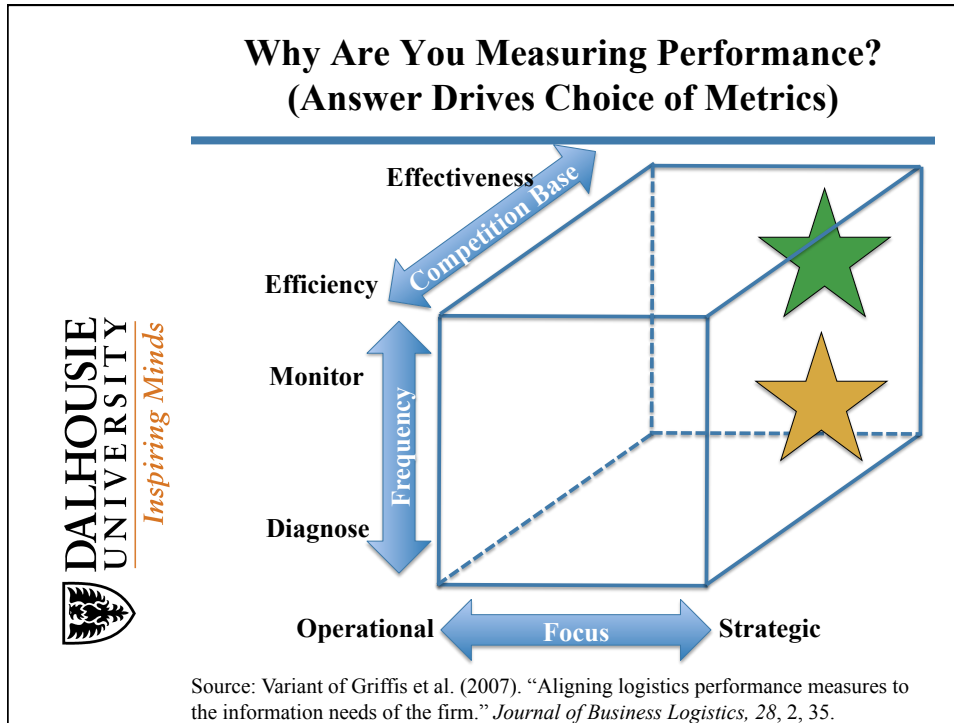 Why Are You Measuring Performance?
(Answer Drives Choice of Metrics)
Effectiveness
Competition Base
Efficiency
Monitor
Frequency
Diagnose
Operational
Focus
Strategic
DALHOUSIE
UNIVERSITY
Inspiring Minds
Source: Variant of Griffis et al. (2007). “Aligning logistics performance measures to
the information needs of the firm.” Journal of Business Logistics, 28, 2, 35.